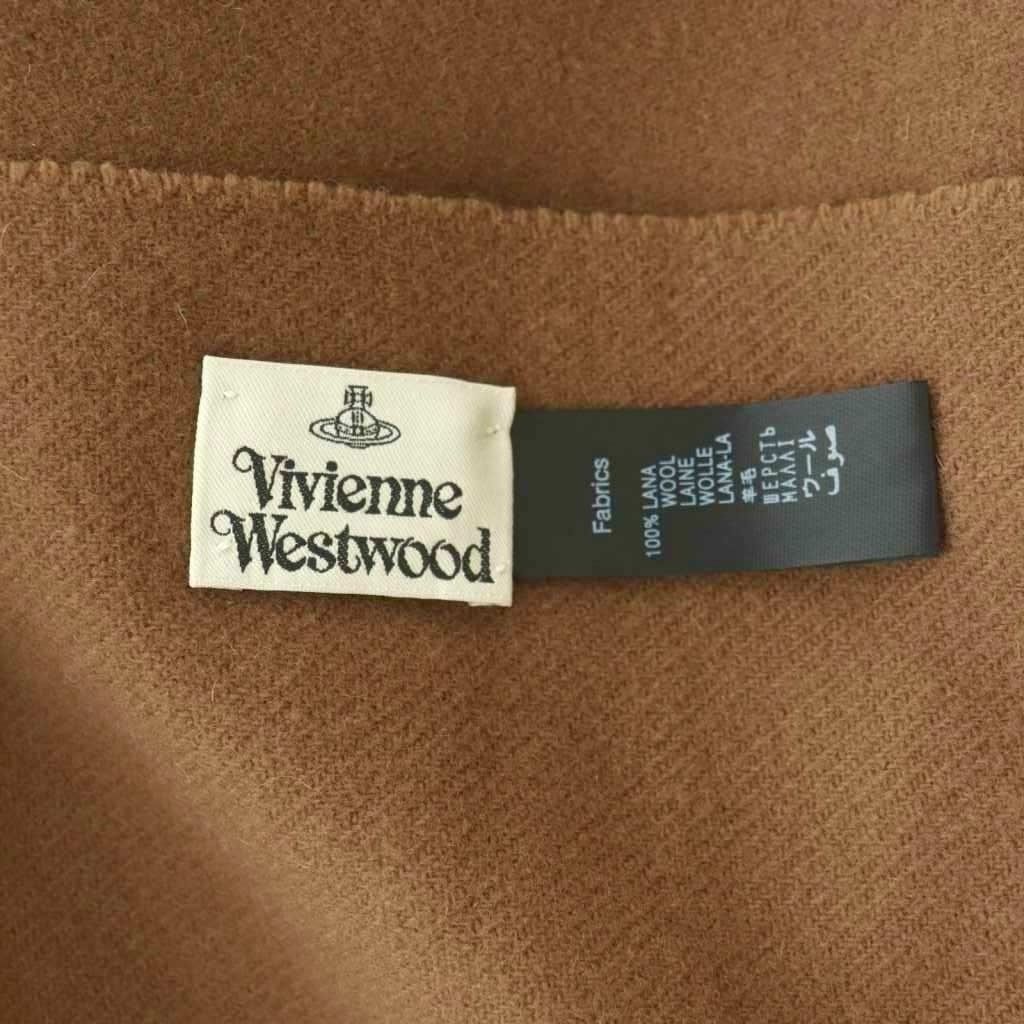 Vivienne
Westwood
Fabrics
100% LANA
WOOL
LAINE
WOLLE
LANA-LA
羊毛
ШЕРСТЬ
ΜΑΛΛΙ
ウール
صوف